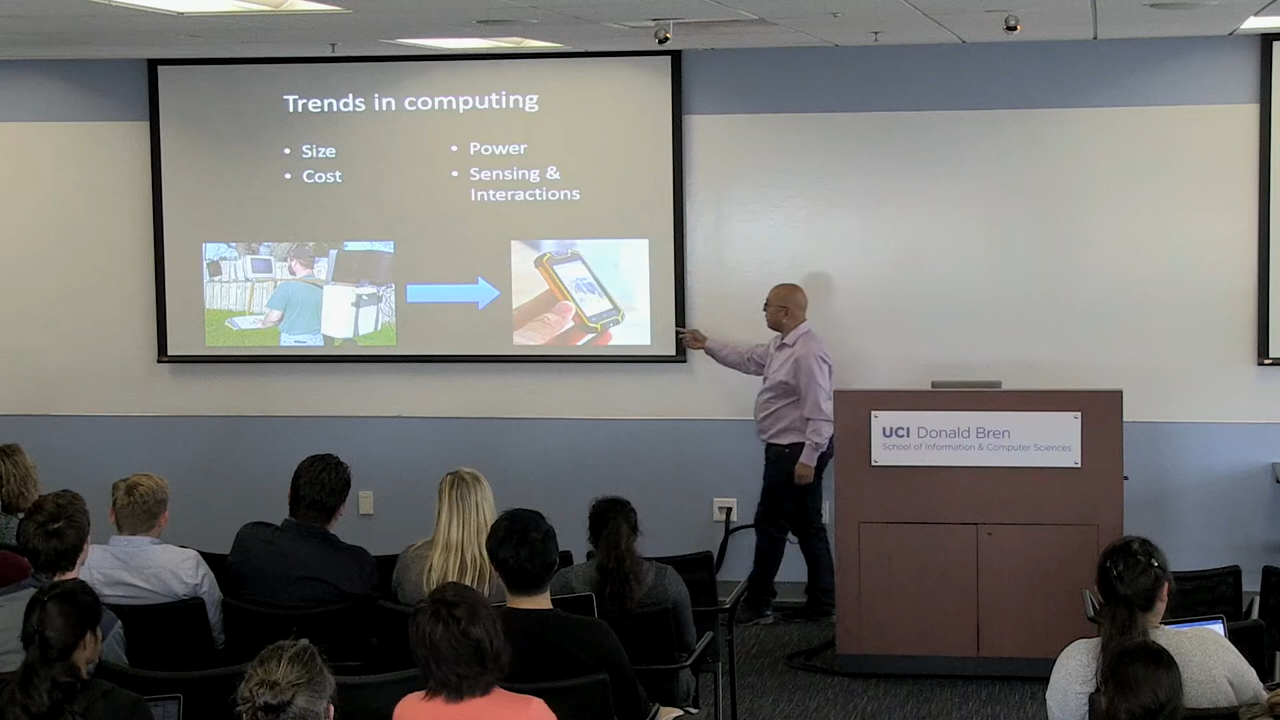 Trends in computing
• Size
• Cost
• Power
• Sensing &
Interactions
UCI Donald Bren
School of Information & Computer Sciences